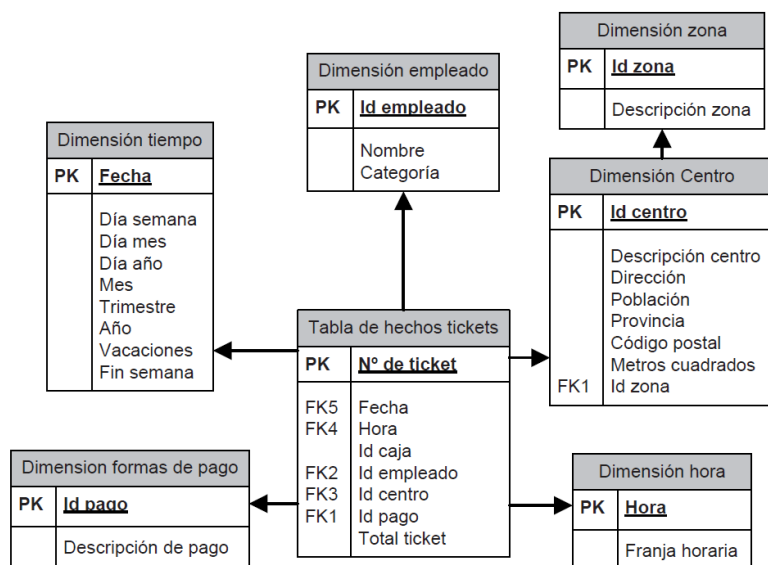 Dimensión zona
PK Id zona
Descripción zona
Dimensión empleado
PK Id empleado
Nombre
Categoría
Dimensión tiempo
PK Fecha
Día semana
Día mes
Día año
Mes
Trimestre
Año
Vacaciones
Fin semana
Dimensión Centro
PK Id centro
Descripción centro
Dirección
Población
Provincia
Código postal
Metros cuadrados
FK1 Id zona
Tabla de hechos tickets
PK Nº de ticket
FK5 Fecha
FK4 Hora
Id caja
FK2 Id empleado
FK3 Id centro
FK1 Id pago
Total ticket
Dimension formas de pago
PK Id pago
Descripción de pago
Dimensión hora
PK Hora
Franja horaria